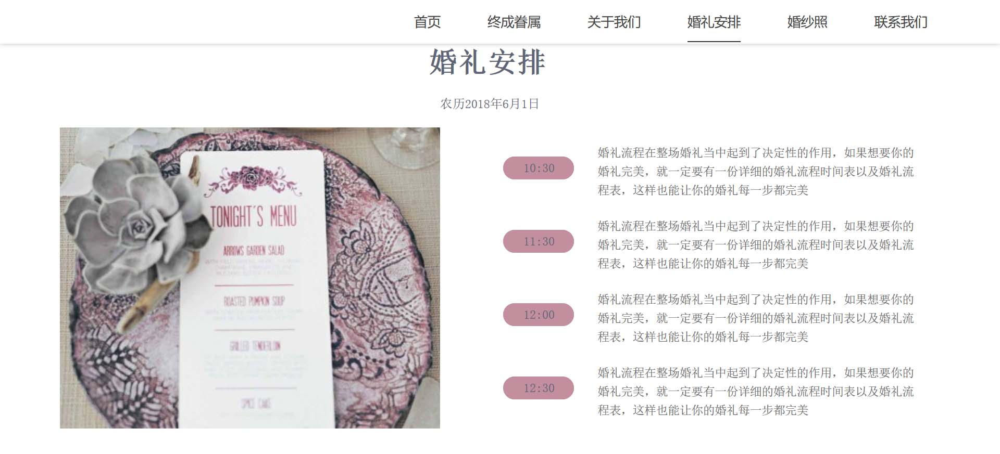 首页 终成眷属 关于我们 婚礼安排 婚纱照 联系我们
婚礼安排
农历2018年6月1日
TONIGHT'S MENU
ARROWS GARDEN SALAD
ROASTED PUMPKIN SOUP
GRILLED TENDERLOIN
SPICE CAKE
10:30
婚礼流程在整场婚礼当中起到了决定性的作用，如果想要你的
婚礼完美，就一定要有一份详细的婚礼流程时间表以及婚礼流
程表，这样也能让你的婚礼每一步都完美
11:30
婚礼流程在整场婚礼当中起到了决定性的作用，如果想要你的
婚礼完美，就一定要有一份详细的婚礼流程时间表以及婚礼流
程表，这样也能让你的婚礼每一步都完美
12:00
婚礼流程在整场婚礼当中起到了决定性的作用，如果想要你的
婚礼完美，就一定要有一份详细的婚礼流程时间表以及婚礼流
程表，这样也能让你的婚礼每一步都完美
12:30
婚礼流程在整场婚礼当中起到了决定性的作用，如果想要你的
婚礼完美，就一定要有一份详细的婚礼流程时间表以及婚礼流
程表，这样也能让你的婚礼每一步都完美